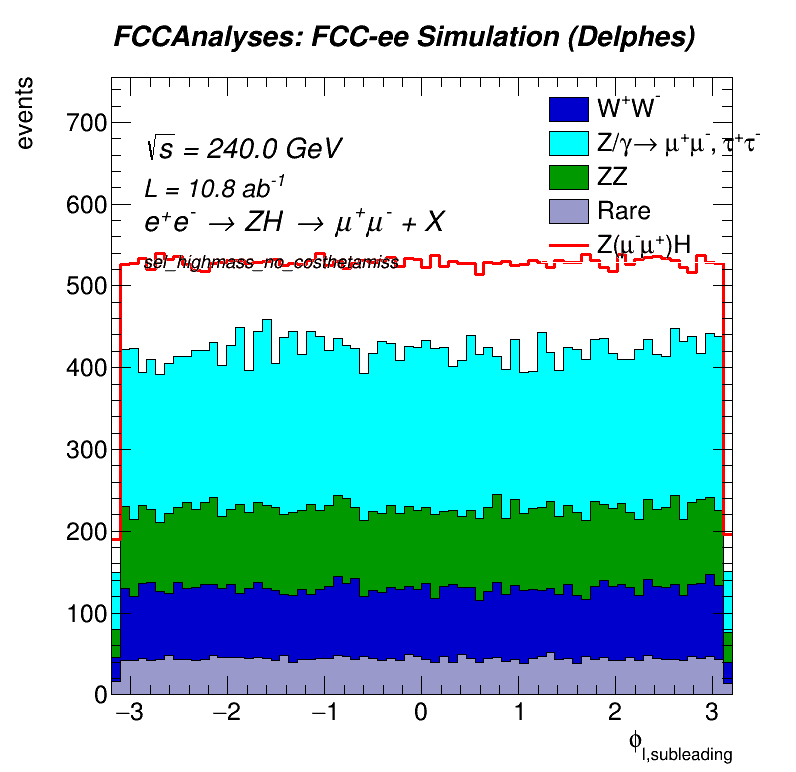 FCCAnalyses: FCC-ee Simulation (Delphes)
events
√s = 240.0 GeV
L = 10.8 ab⁻¹
e⁺e⁻ → ZH → μ⁺μ⁻ + X
sel_highmass_no_costhetamiss
W⁺W⁻
Z/γ→ μ⁺μ⁻, τ⁺τ⁻
ZZ
Rare
Z(μ⁻μ⁺)H
700
600
500
400
300
200
100
0
−3 −2 −1 0 1 2 3
ϕ_l,subleading